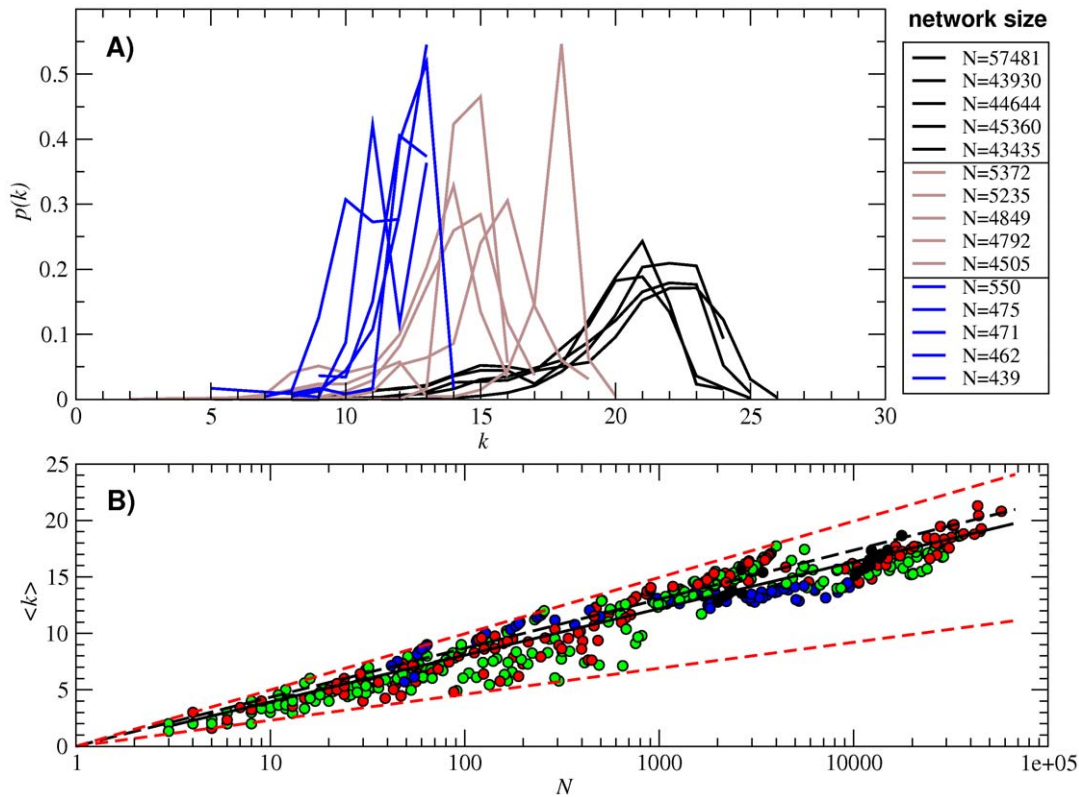 network size
A)
0.5
0.4
0.3
0.2
0.1
0
p(k)
0 5 10 15 20 25 30
k
N=57481
N=43930
N=44644
N=45360
N=43435
N=5372
N=5235
N=4849
N=4792
N=4505
N=550
N=475
N=471
N=462
N=439
B)
25
20
15
10
5
0
<k>
1 10 100 1000 10000 1e+05
N